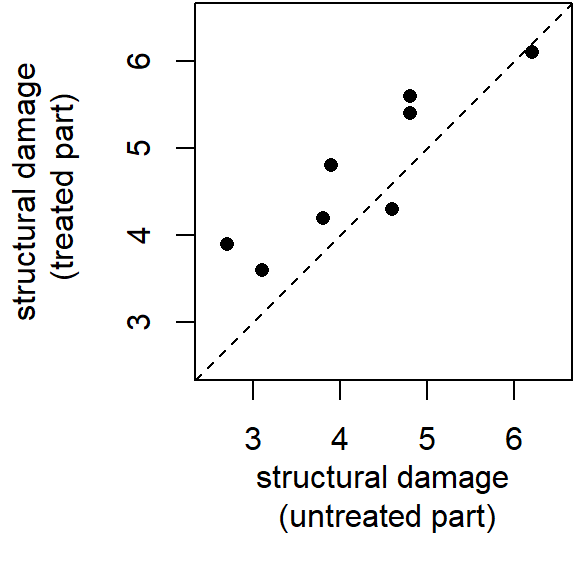 structural damage
(treated part)
6
5
4
3
3 4 5 6
structural damage
(untreated part)